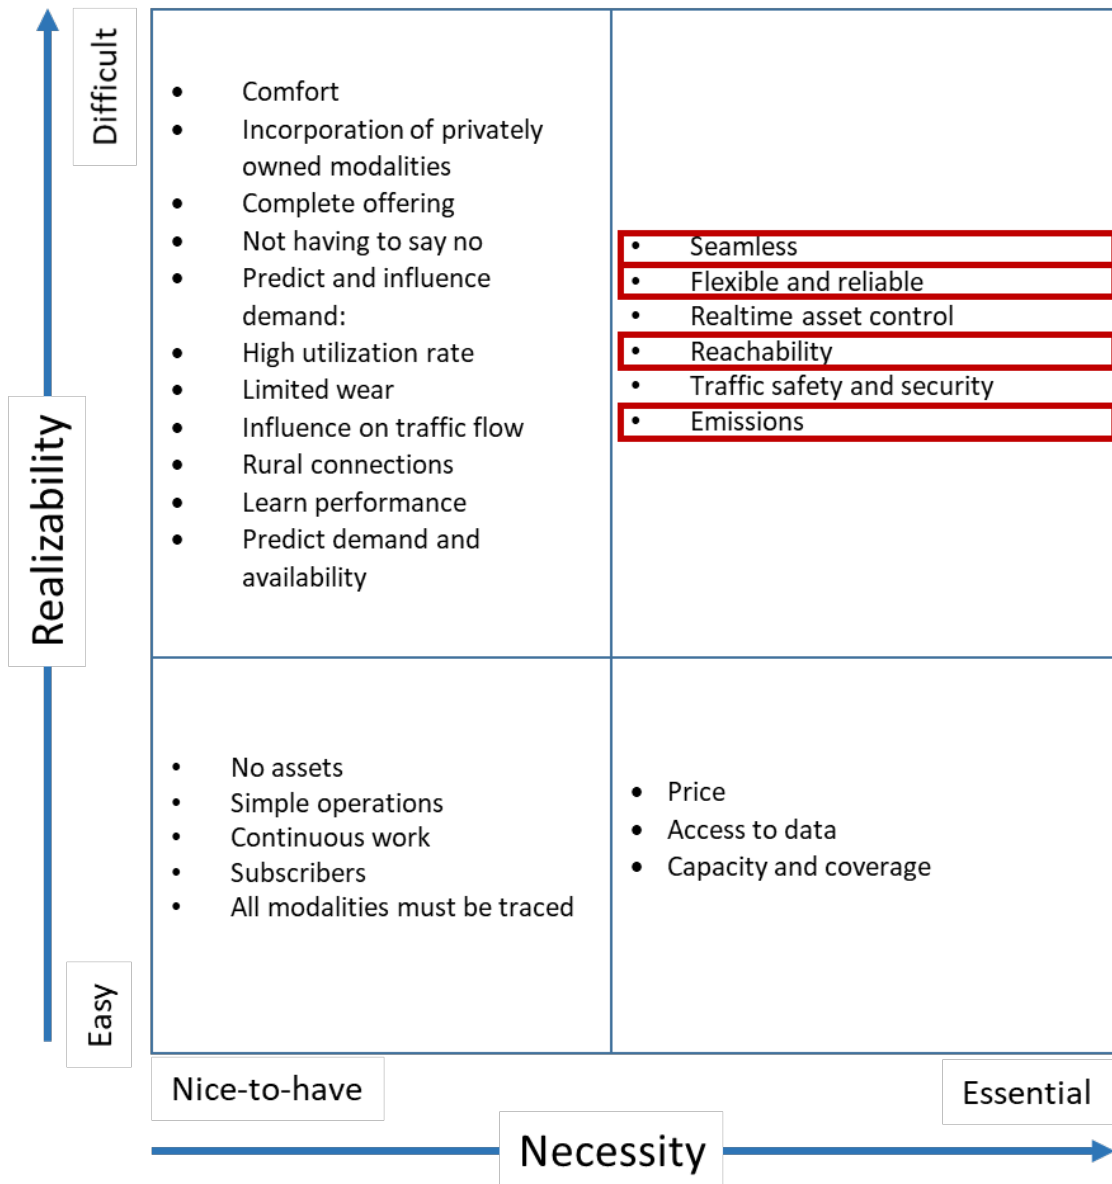 Difficult
Realizability
Easy
• Comfort
• Incorporation of privately
owned modalities
• Complete offering
• Not having to say no
• Predict and influence
demand:
• High utilization rate
• Limited wear
• Influence on traffic flow
• Rural connections
• Learn performance
• Predict demand and
availability
• Seamless
• Flexible and reliable
• Realtime asset control
• Reachability
• Traffic safety and security
• Emissions
• No assets
• Simple operations
• Continuous work
• Subscribers
• All modalities must be traced
• Price
• Access to data
• Capacity and coverage
Nice-to-have
Essential
Necessity